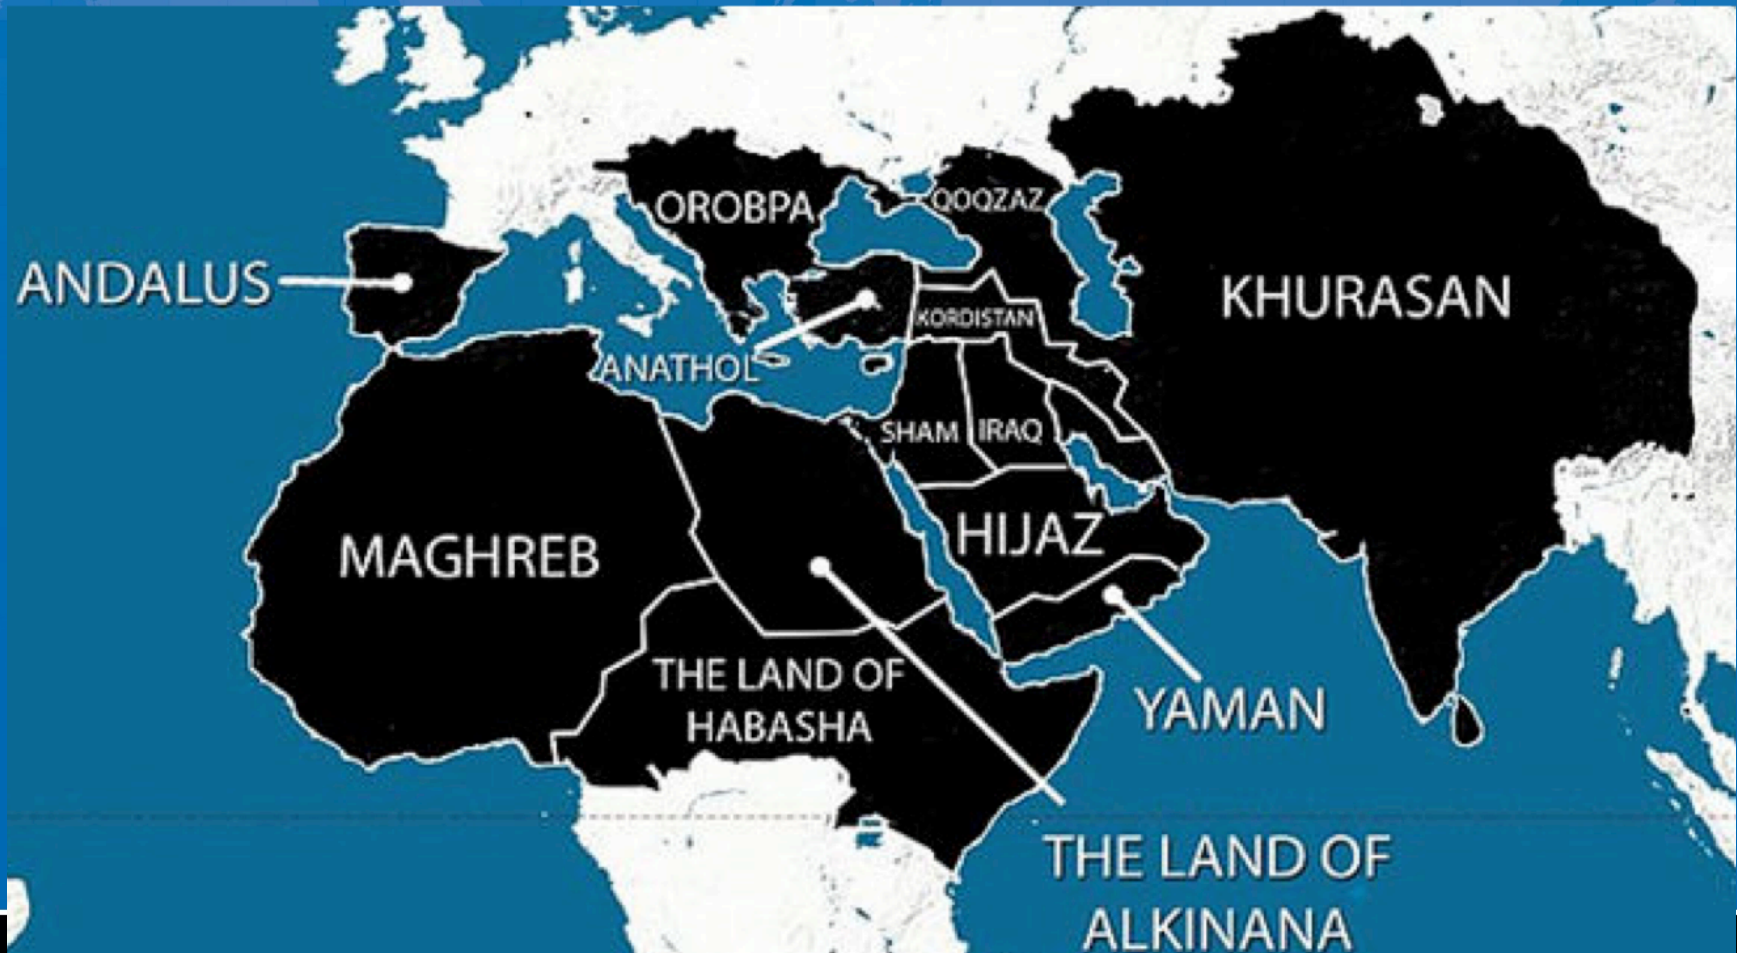 OROBPA
QOQZAZ
ANDALUS
KHURASAN
KORDISTAN
ANATHOL
SHAM
IRAQ
MAGHREB
HIJAZ
THE LAND OF
HABASHA
YAMAN
THE LAND OF
ALKINANA